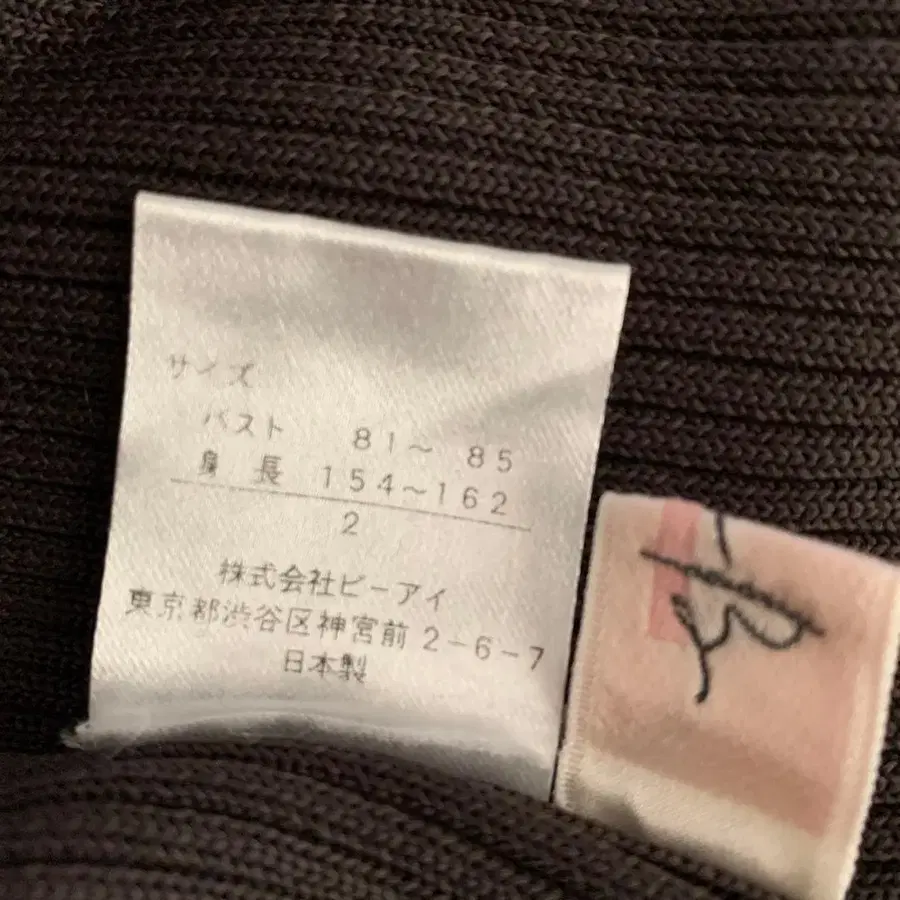 サイズ
バスト 81～ 85
身 長 154～162
2
株式会社ビーアイ
東京都渋谷区神宮前2-6-7
日本製